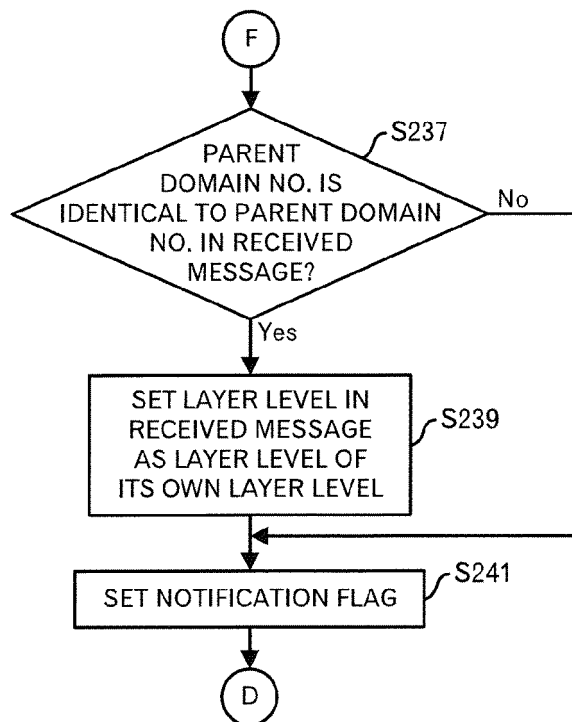 F
S237
PARENT
DOMAIN NO. IS
IDENTICAL TO PARENT DOMAIN
NO. IN RECEIVED
MESSAGE?
No
Yes
SET LAYER LEVEL IN
RECEIVED MESSAGE
AS LAYER LEVEL OF
ITS OWN LAYER LEVEL
S239
S241
SET NOTIFICATION FLAG
D